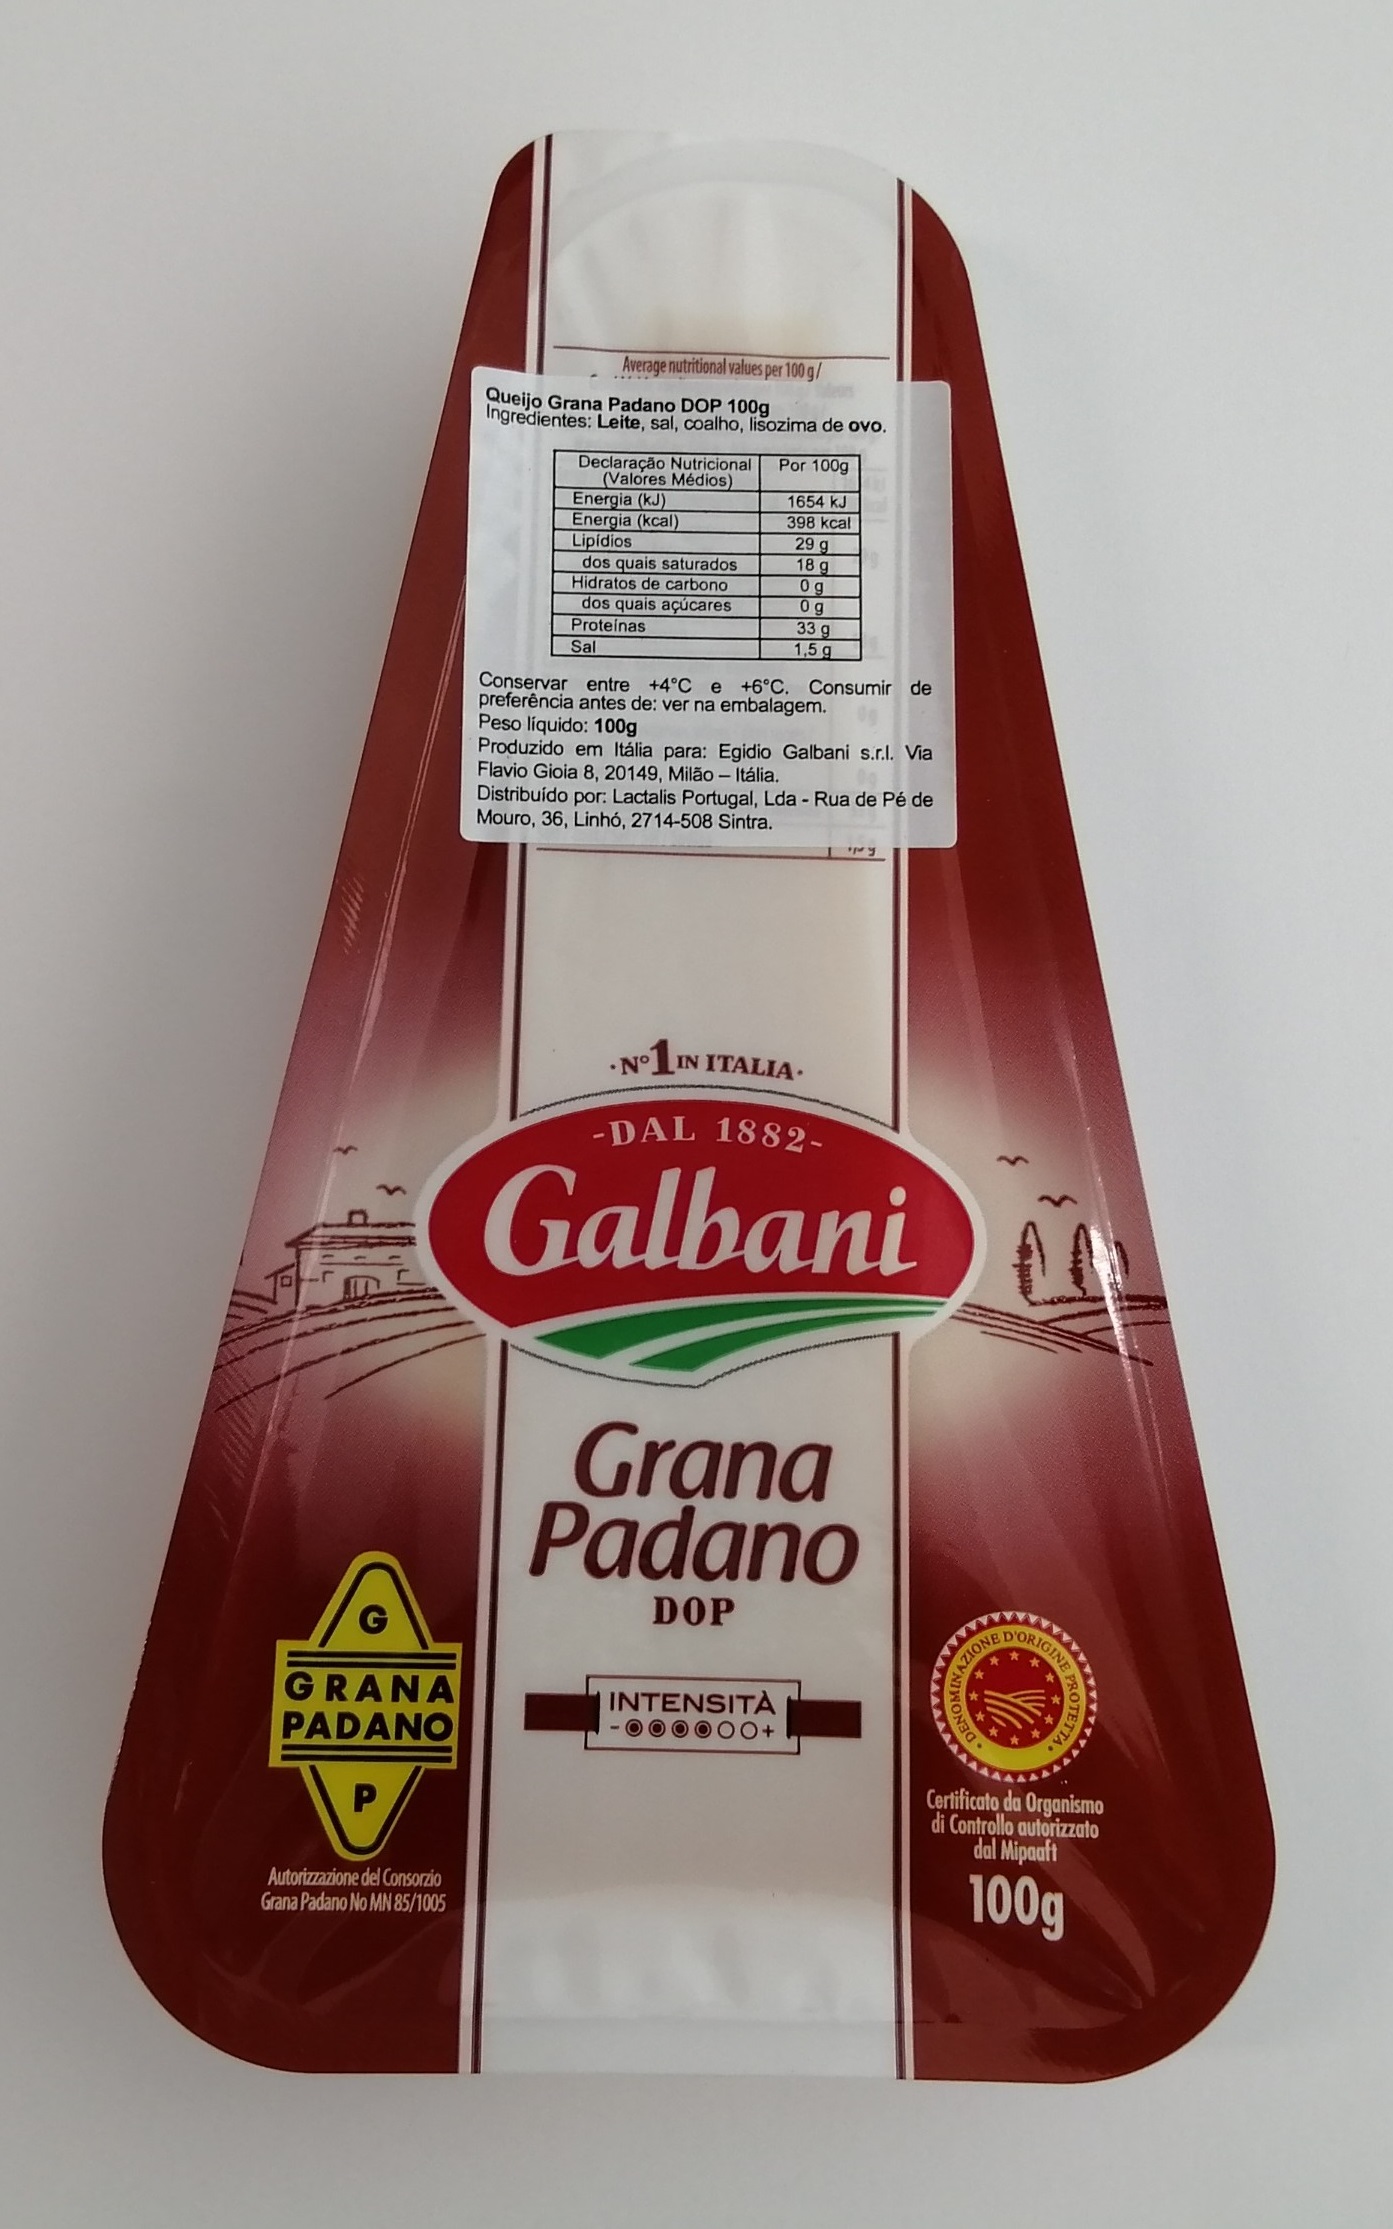 Average nutritional values per 100 g /
Queijo Grana Padano DOP 100g
Ingredientes: Leite, sal, coalho, lisozima de ovo.
Declaração Nutricional (Valores Médios) Por 100g
Energia (kJ) 1654 kJ
Energia (kcal) 398 kcal
Lipídios 29 g
dos quais saturados 18 g
Hidratos de carbono 0 g
dos quais açúcares 0 g
Proteínas 33 g
Sal 1,5 g
Conservar entre +4°C e +6°C. Consumir de
preferência antes de: ver na embalagem.
Peso líquido: 100g
Produzido em Itália para: Egidio Galbani s.r.l. Via
Flavio Gioia 8, 20149, Milão – Itália.
Distribuído por: Lactalis Portugal, Lda - Rua de Pé de
Mouro, 36, Linhó, 2714-508 Sintra.
1,5 g
·N° 1 IN ITALIA·
-DAL 1882-
Galbani
Grana
Padano
DOP
INTENSITÀ
- +
G
GRANA
PADANO
P
Autorizzazione del Consorzio
Grana Padano No MN 85/1005
DENOMINAZIONE D'ORIGINE PROTETTA
Certificato da Organismo
di Controllo autorizzato
dal Mipaaft
100g